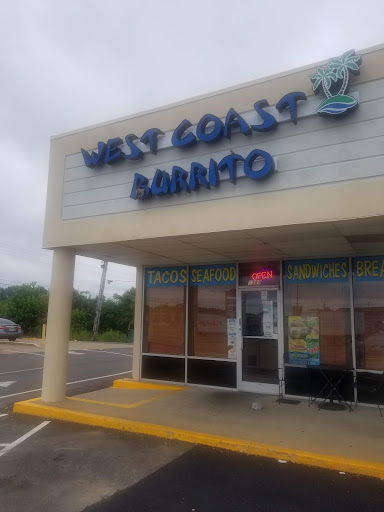 WEST COAST
BURRITO
TACOS SEAFOOD OPEN SANDWICHES BREA